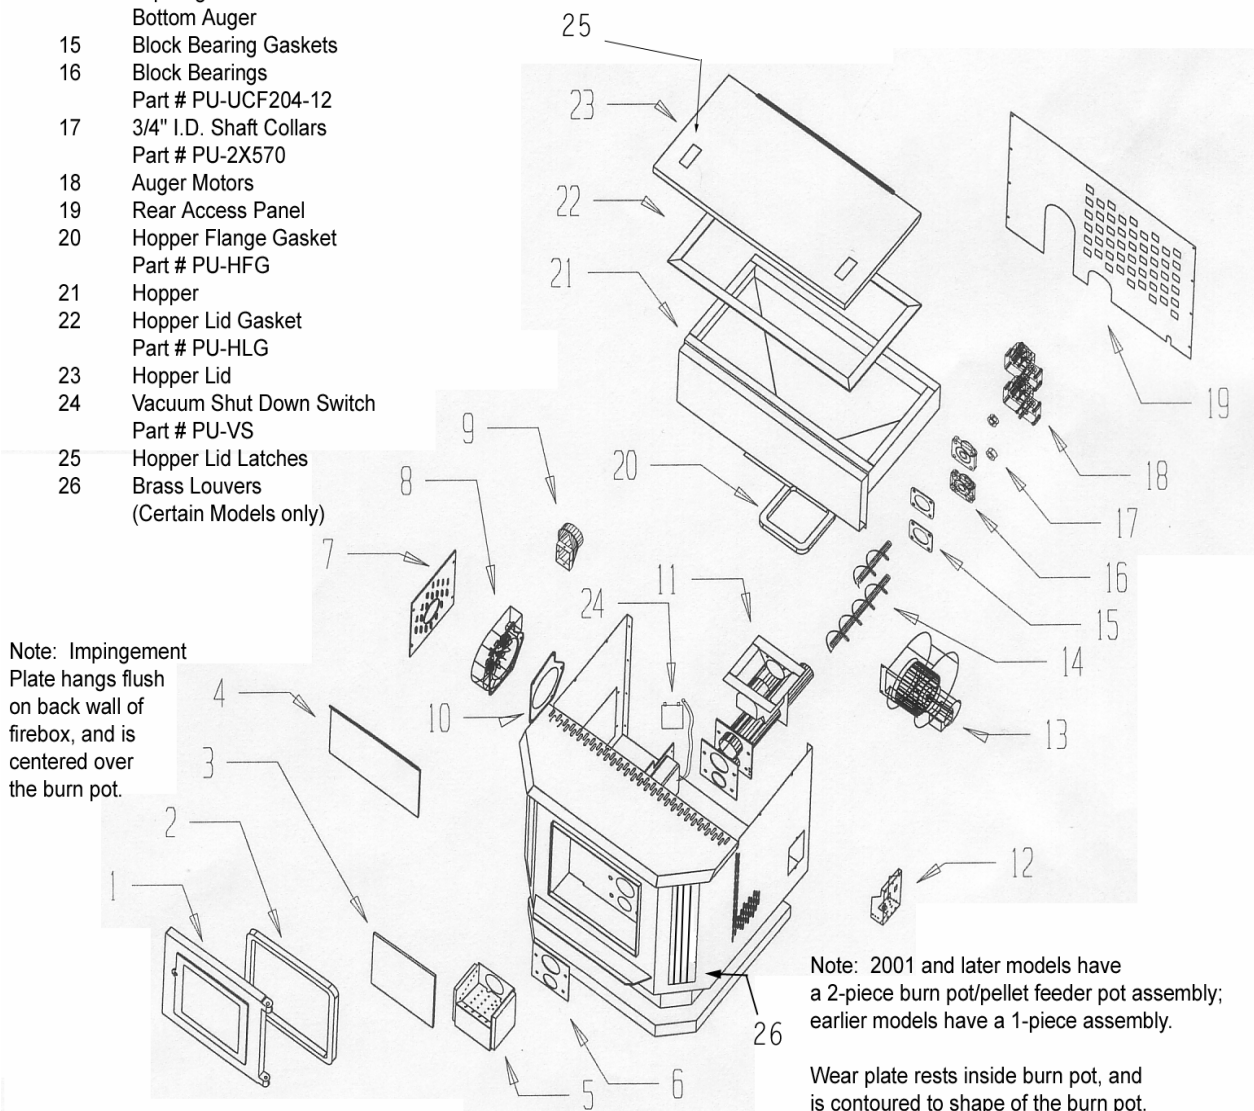 Bottom Auger
15 Block Bearing Gaskets
16 Block Bearings
Part # PU-UCF204-12
17 3/4" I.D. Shaft Collars
Part # PU-2X570
18 Auger Motors
19 Rear Access Panel
20 Hopper Flange Gasket
Part # PU-HFG
21 Hopper
22 Hopper Lid Gasket
Part # PU-HLG
23 Hopper Lid
24 Vacuum Shut Down Switch
Part # PU-VS
25 Hopper Lid Latches
26 Brass Louvers
(Certain Models only)
25
23
22
21
19
9
20
18
8
17
7
11
16
24
15
14
4
10
13
3
2
12
1
Note: Impingement
Plate hangs flush
on back wall of
firebox, and is
centered over
the burn pot.
26
5
6
Note: 2001 and later models have
a 2-piece burn pot/pellet feeder pot assembly;
earlier models have a 1-piece assembly.
Wear plate rests inside burn pot, and
is contoured to shape of the burn pot.